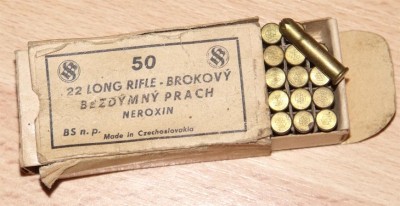 50
22 LONG RIFLE - BROKOVÝ
BEZDÝMNÝ PRACH
NEROXIN
BS n. p. Made in Czechoslovakia